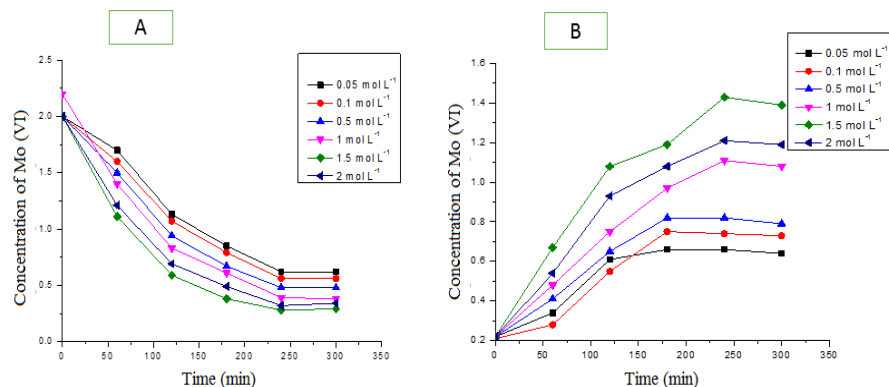 A
B
2.5
2.0
1.5
1.0
0.5
0.0
0
50
100
150
200
250
300
350
Concentration of Mo (VI)
Time (min)
0.05 mol L⁻¹
0.1 mol L⁻¹
0.5 mol L⁻¹
1 mol L⁻¹
1.5 mol L⁻¹
2 mol L⁻¹
1.6
1.4
1.2
1.0
0.8
0.6
0.4
0.2
0
50
100
150
200
250
300
350
Concentration of Mo (VI)
Time (min)
0.05 mol L⁻¹
0.1 mol L⁻¹
0.5 mol L⁻¹
1 mol L⁻¹
1.5 mol L⁻¹
2 mol L⁻¹